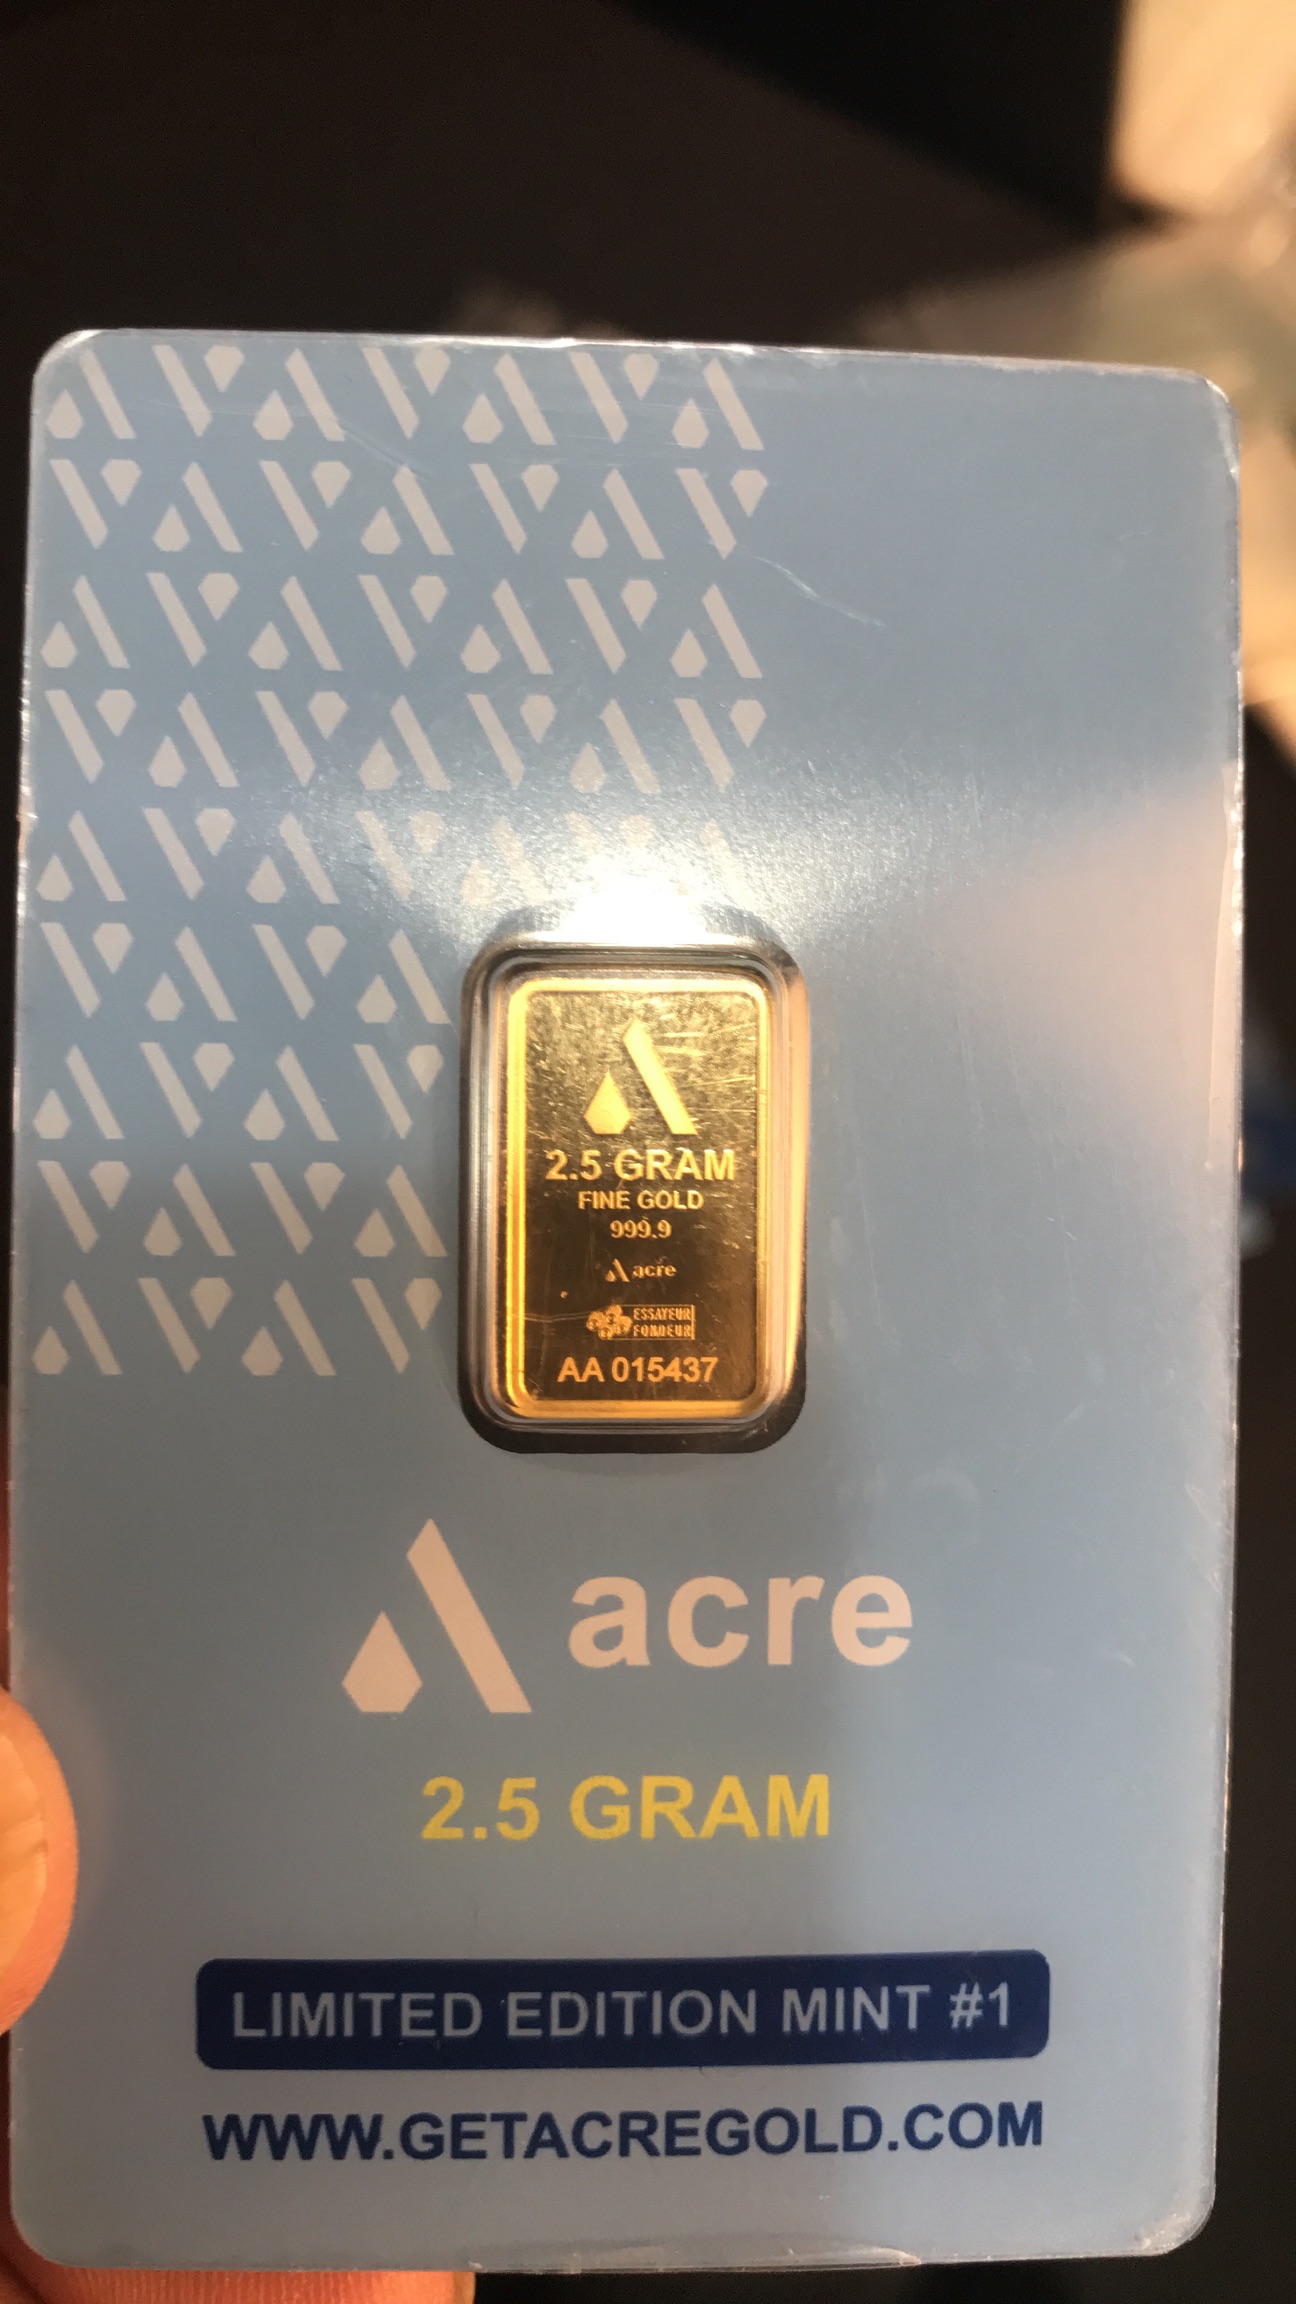 2.5 GRAM
FINE GOLD
999.9
acre
ESSAYEUR
FONDEUR
AA 015437
acre
2.5 GRAM
LIMITED EDITION MINT #1
WWW.GETACREGOLD.COM